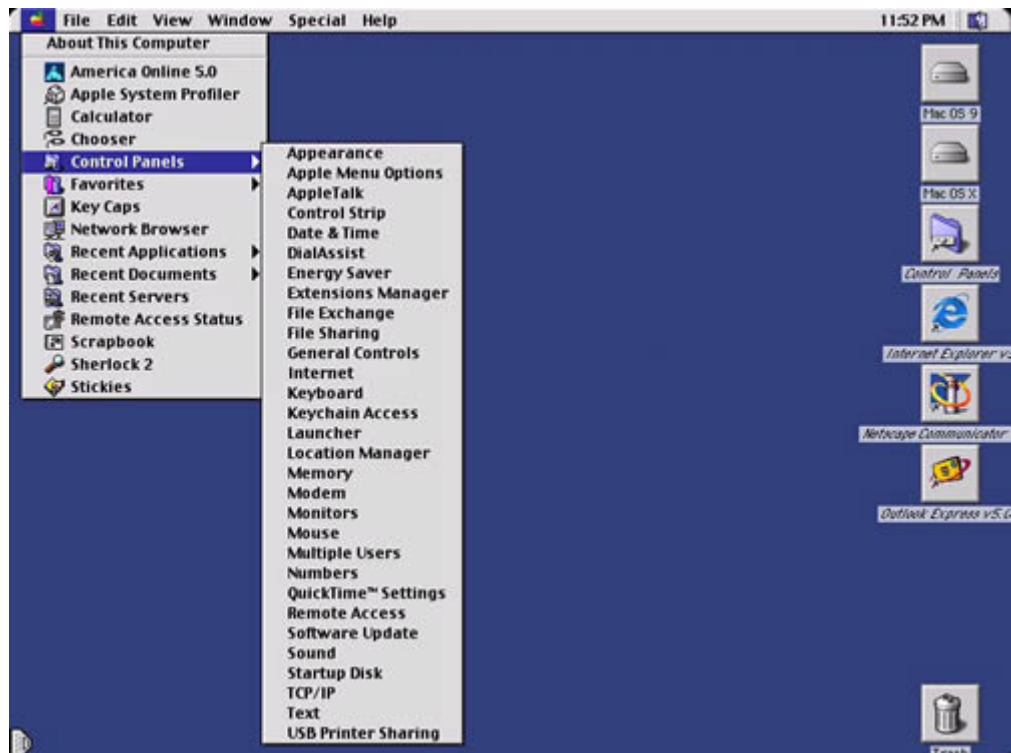 File Edit View Window Special Help 11:52 PM
About This Computer
America Online 5.0
Apple System Profiler
Calculator
Chooser
Control Panels
Favorites
Key Caps
Network Browser
Recent Applications
Recent Documents
Recent Servers
Remote Access Status
Scrapbook
Sherlock 2
Stickies
Appearance
Apple Menu Options
AppleTalk
Control Strip
Date & Time
DialAssist
Energy Saver
Extensions Manager
File Exchange
File Sharing
General Controls
Internet
Keyboard
Keychain Access
Launcher
Location Manager
Memory
Modem
Monitors
Mouse
Multiple Users
Numbers
QuickTime™ Settings
Remote Access
Software Update
Sound
Startup Disk
TCP/IP
Text
USB Printer Sharing
Mac OS 9
Mac OS X
Control Panels
Internet Explorer
Netscape Communicator
Outlook Express
Trash